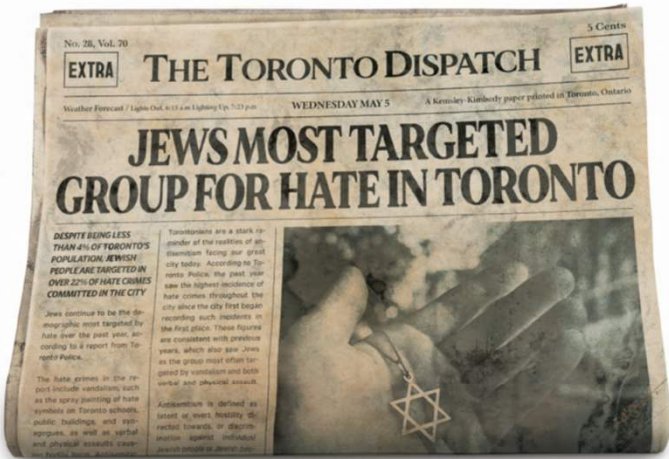 No. 28, Vol. 70
5 Cents
EXTRA
THE TORONTO DISPATCH
EXTRA
Weather Forecast / Lights Out, 6:13 a.m Lighting Up, 7:23 p.m
WEDNESDAY MAY 5
A Kemsley-Kimberly paper printed in Toronto, Ontario
JEWS MOST TARGETED
GROUP FOR HATE IN TORONTO
DESPITE BEING LESS
THAN 4% OF TORONTO'S
POPULATION, JEWISH
PEOPLE ARE TARGETED IN
OVER 22% OF HATE CRIMES
COMMITTED IN THE CITY
Jews continue to be the de-
mographic most targeted by
hate over the past year, ac-
cording to a report from To-
ronto Police.
The hate crimes in the re-
port include vandalism, such
as the spray painting of hate
symbols on Toronto schools,
public buildings, and syn-
agogues, as well as verbal
and physical assaults caus-
Torontonians are a stark re-
minder of the realities of an-
tisemitism facing our great
city today. According to To-
ronto Police, the past year
saw the highest incidence of
hate crimes throughout the
city since the city first began
recording such incidents in
the first place. These figures
are consistent with previous
years, which also saw Jews
as the group most often tar-
geted by vandalism and both
verbal and physical assault.
Antisemitism is defined as
latent or overt hostility di-
rected towards, or discrim-
ination against individual